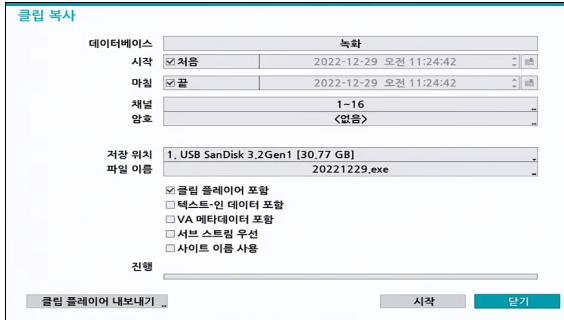 클립 복사
데이터베이스 녹화
시작 처음 2022-12-29 오전 11:24:42
마침 끝 2022-12-29 오전 11:24:42
채널 1~16
암호 <없음>
저장 위치 1. USB SanDisk 3.2Gen1 [30.77 GB]
파일 이름 20221229.exe
클립 플레이어 포함
텍스트-인 데이터 포함
VA 메타데이터 포함
서브 스트림 우선
사이트 이름 사용
진행
클립 플레이어 내보내기 시작 닫기